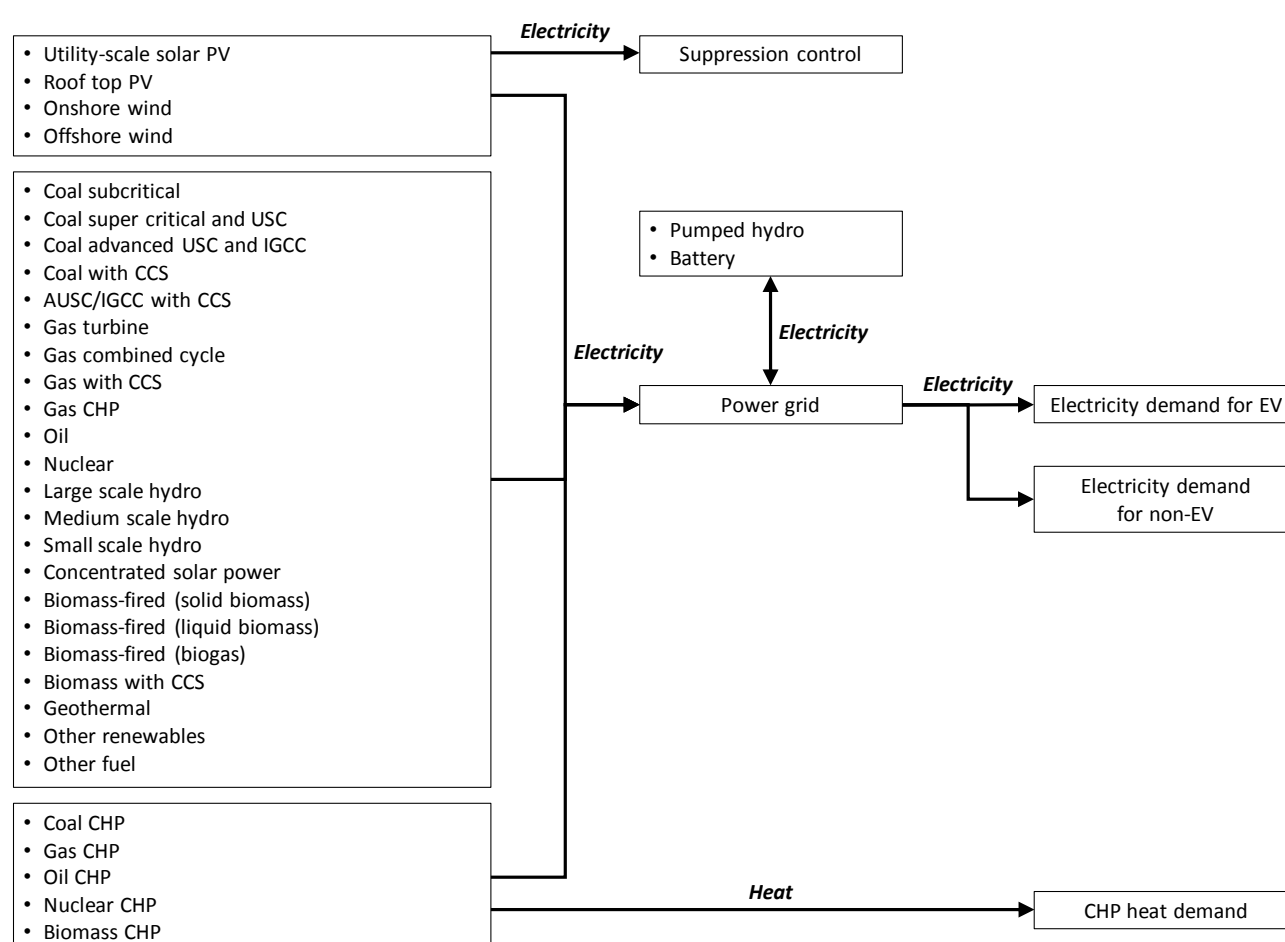 Electricity
• Utility-scale solar PV
• Roof top PV
• Onshore wind
• Offshore wind
Suppression control
• Coal subcritical
• Coal super critical and USC
• Coal advanced USC and IGCC
• Coal with CCS
• AUSC/IGCC with CCS
• Gas turbine
• Gas combined cycle
• Gas with CCS
• Gas CHP
• Oil
• Nuclear
• Large scale hydro
• Medium scale hydro
• Small scale hydro
• Concentrated solar power
• Biomass-fired (solid biomass)
• Biomass-fired (liquid biomass)
• Biomass-fired (biogas)
• Biomass with CCS
• Geothermal
• Other renewables
• Other fuel
• Pumped hydro
• Battery
Electricity
Electricity
Power grid
Electricity
Electricity demand for EV
Electricity demand
for non-EV
• Coal CHP
• Gas CHP
• Oil CHP
• Nuclear CHP
• Biomass CHP
Heat
CHP heat demand